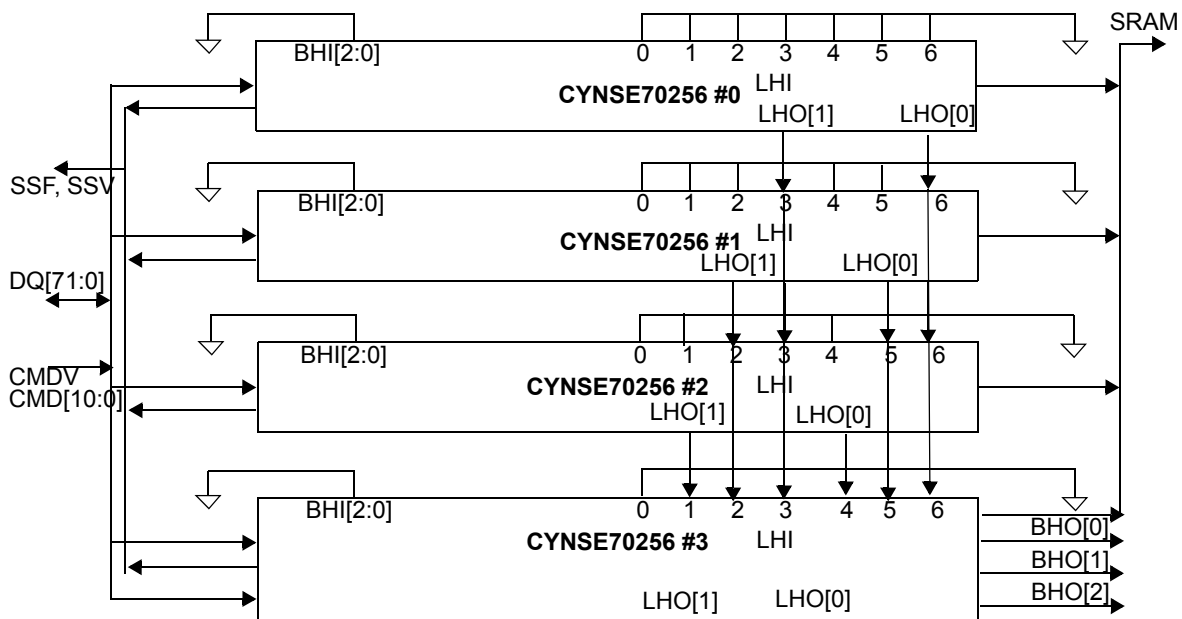 SRAM
BHI[2:0] 0 1 2 3 4 5 6
LHI
CYNSE70256 #0
LHO[1] LHO[0]
SSF, SSV
BHI[2:0] 0 1 2 3 4 5 6
LHI
CYNSE70256 #1
LHO[1] LHO[0]
DQ[71:0]
BHI[2:0] 0 1 2 3 4 5 6
CMDV
CYNSE70256 #2 LHI
CMD[10:0]
LHO[1] LHO[0]
BHI[2:0] 0 1 2 3 4 5 6
BHO[0]
CYNSE70256 #3 LHI
BHO[1]
BHO[2]
LHO[1] LHO[0]